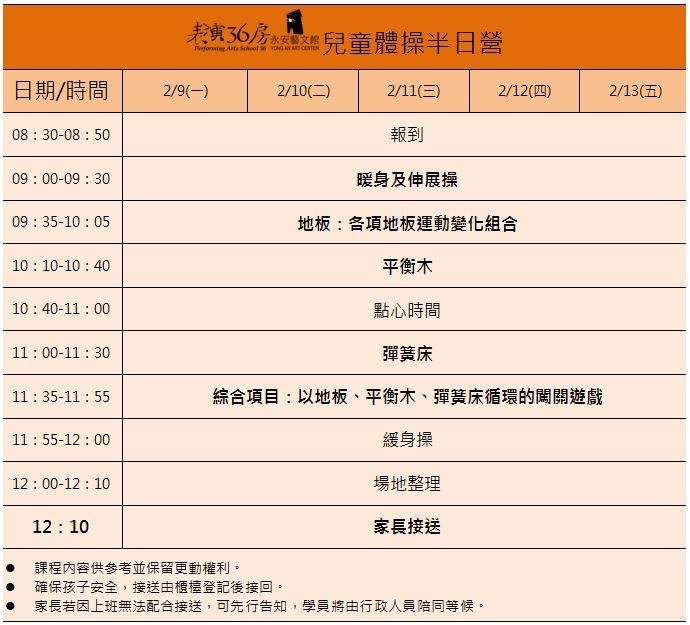 表演36房 永安藝文館 兒童體操半日營
Performing Arts School 36 YONG AN ART CENTER
日期/時間 2/9(一) 2/10(二) 2/11(三) 2/12(四) 2/13(五)
08：30-08：50 報到
09：00-09：30 暖身及伸展操
09：35-10：05 地板：各項地板運動變化組合
10：10-10：40 平衡木
10：40-11：00 點心時間
11：00-11：30 彈簧床
11：35-11：55 綜合項目：以地板、平衡木、彈簧床循環的闖關遊戲
11：55-12：00 緩身操
12：00-12：10 場地整理
12：10 家長接送
● 課程內容供參考並保留更動權利。
● 確保孩子安全，接送由櫃檯登記後接回。
● 家長若因上班無法配合接送，可先行告知，學員將由行政人員陪同等候。